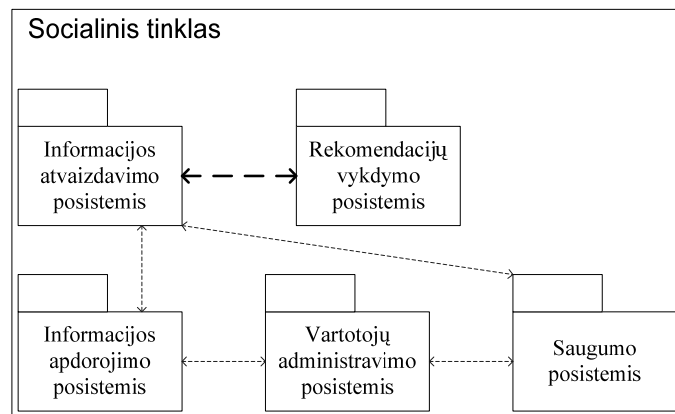 Socialinis tinklas
Informacijos
atvaizdavimo
posistemis
Rekomendacijų
vykdymo
posistemis
Informacijos
apdorojimo
posistemis
Vartotojų
administravimo
posistemis
Saugumo
posistemis